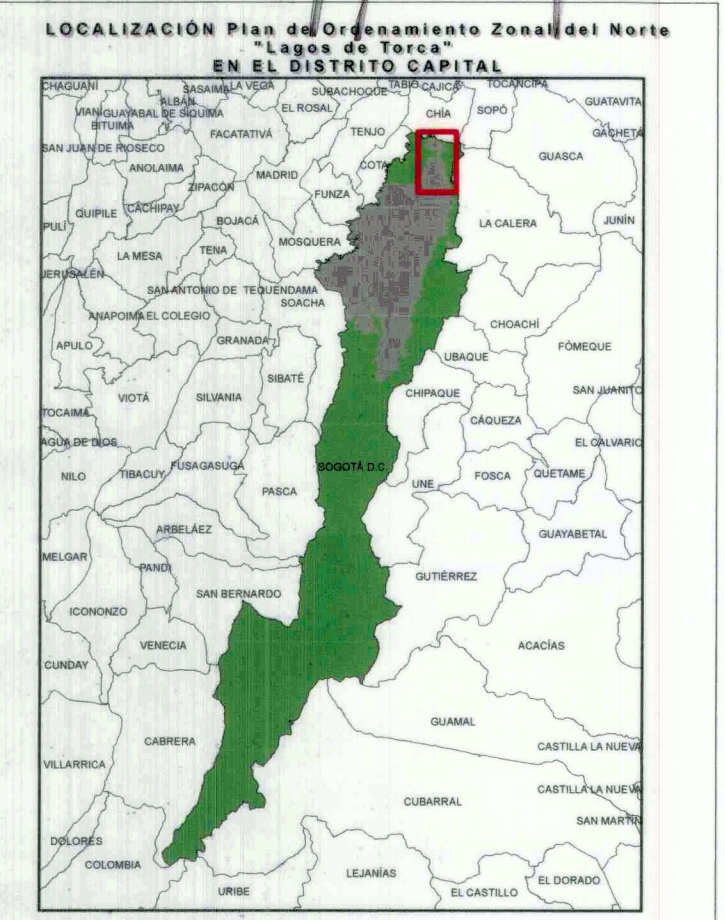 LOCALIZACIÓN Plan de Ordenamiento Zonal del Norte
"Lagos de Torca"
EN EL DISTRITO CAPITAL
CHAGUANÍ
SASAIMA
LA VEGA
SUBACHOQUE
TABIO
CAJICÁ
TOCANCIPÁ
ALBÁN
EL ROSAL
CHÍA
SOPÓ
GUATAVITA
VIANÍ
GUAYABAL DE SÍQUIMA
BITUIMA
FACATATIVÁ
TENJO
GACHETÁ
SAN JUAN DE RIOSECO
ANOLAIMA
MADRID
COTA
GUASCA
ZIPACÓN
FUNZA
QUIPILE
CACHIPAY
BOJACÁ
LA CALERA
JUNÍN
PULÍ
MOSQUERA
LA MESA
TENA
JERUSALÉN
SAN ANTONIO DE TEQUENDAMA
SOACHA
ANAPOIMA
EL COLEGIO
CHOACHÍ
APULO
GRANADA
UBAQUE
FÓMEQUE
SIBATÉ
VIOTÁ
SILVANIA
CHIPAQUE
SAN JUANITO
TOCAIMA
CÁQUEZA
AGUA DE DIOS
EL CALVARIO
NILO
TIBACUY
FUSAGASUGÁ
SOGOTÁ D.C.
PASCA
UNE
FOSCA
QUETAME
ARBELÁEZ
GUAYABETAL
MELGAR
PANDI
GUTIÉRREZ
SAN BERNARDO
ICONONZO
VENECIA
ACACÍAS
CUNDAY
GUAMAL
CABRERA
CASTILLA LA NUEVA
VILLARRICA
CASTILLA LA NUEVA
CUBARRAL
SAN MARTÍN
DOLORES
COLOMBIA
LEJANÍAS
EL DORADO
URIBE
EL CASTILLO